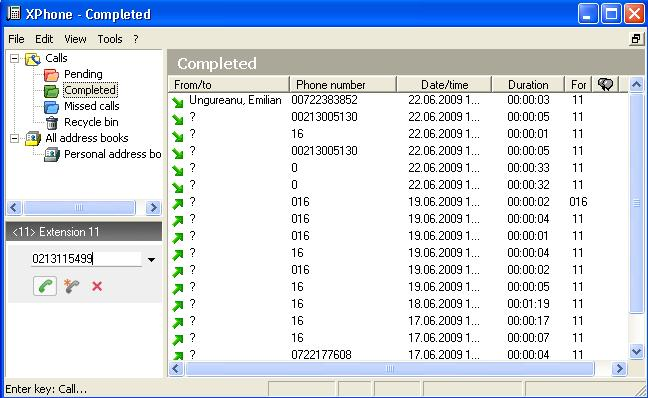 XPhone - Completed
File Edit View Tools ?
Calls
Pending
Completed
Missed calls
Recycle bin
All address books
Personal address bo
<11> Extension 11
0213115499
Completed
From/to Phone number Date/time Duration For
Ungureanu, Emilian 00722383852 22.06.2009 1... 00:00:03 11
? 00213005130 22.06.2009 1... 00:00:05 11
? 16 22.06.2009 1... 00:00:01 11
? 00213005130 22.06.2009 1... 00:00:05 11
? 0 22.06.2009 1... 00:00:33 11
? 0 22.06.2009 1... 00:00:32 11
? 016 19.06.2009 1... 00:00:02 016
? 016 19.06.2009 1... 00:00:04 11
? 016 19.06.2009 1... 00:00:01 11
? 16 19.06.2009 1... 00:00:04 11
? 016 19.06.2009 1... 00:00:02 11
? 16 19.06.2009 1... 00:00:05 11
? 16 18.06.2009 1... 00:01:19 11
? 16 17.06.2009 1... 00:00:17 11
? 16 17.06.2009 1... 00:00:07 11
? 0722177608 17.06.2009 1... 00:00:04 11
Enter key: Call...